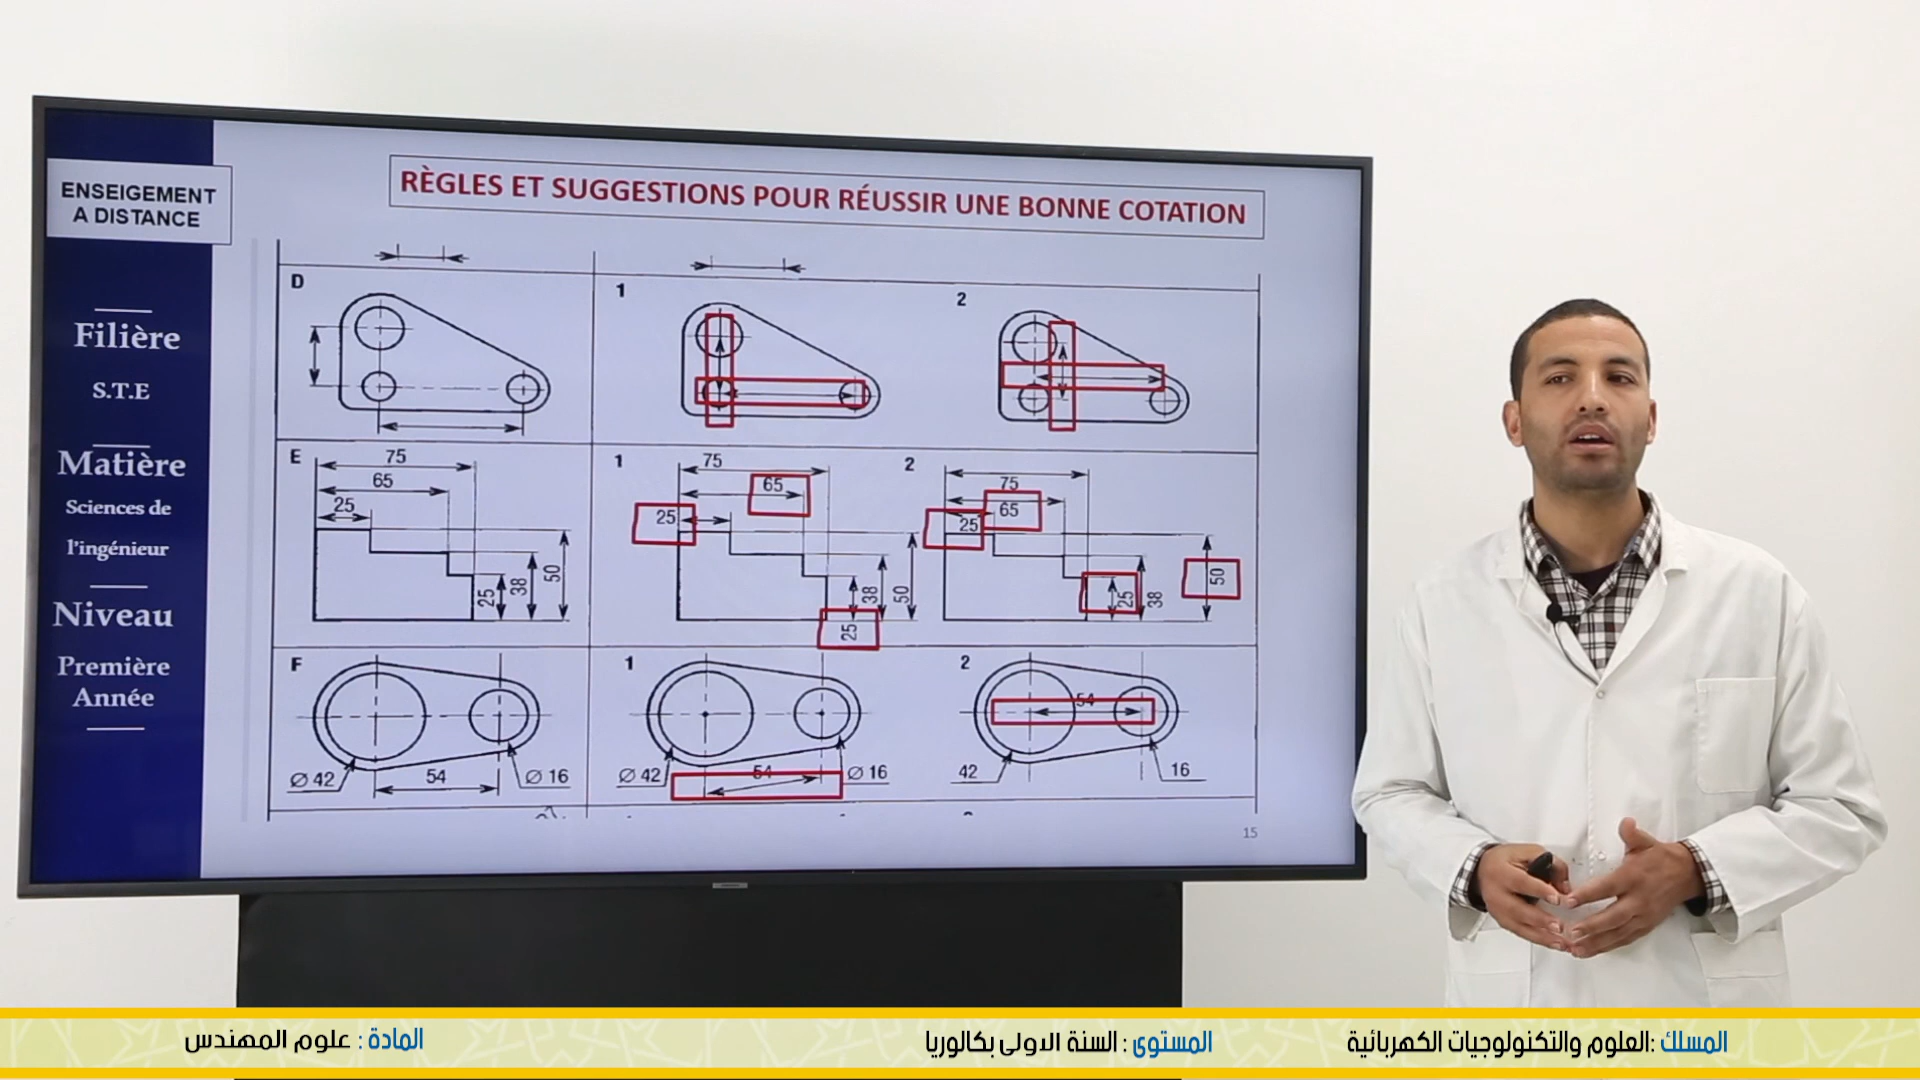 ENSEIGEMENT
A DISTANCE
Filière
S.T.E
Matière
Sciences de
l'ingénieur
Niveau
Première
Année
RÈGLES ET SUGGESTIONS POUR RÉUSSIR UNE BONNE COTATION
D
1
2
E
75
65
25
25
38
50
1
75
65
25
25
38
50
2
75
65
25
25
38
50
F
Ø 42
54
Ø 16
1
Ø 42
54
Ø 16
2
54
42
16
15
المسلك : العلوم والتكنولوجيات الكهربائية
المستوى : السنة الاولى بكالوريا
المادة : علوم المهندس